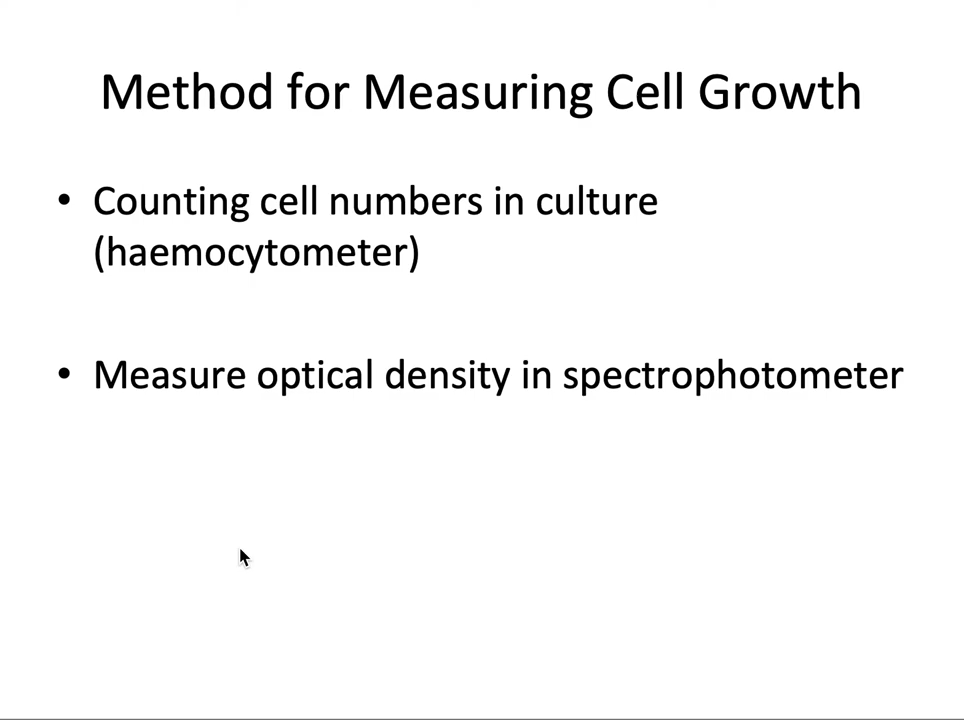 Method for Measuring Cell Growth
• Counting cell numbers in culture
(haemocytometer)
• Measure optical density in spectrophotometer